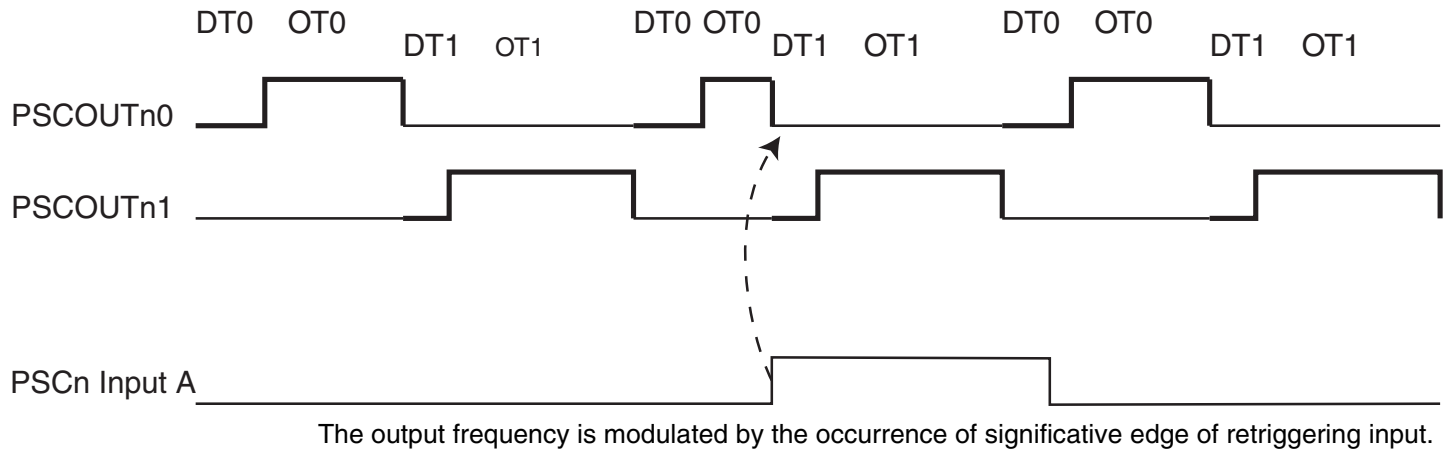 DT0 OT0 DT0 OT0 DT0 OT0
DT1 OT1 DT1 OT1 DT1 OT1
PSCOUTn0
PSCOUTn1
PSCn Input A
The output frequency is modulated by the occurrence of significative edge of retriggering input.